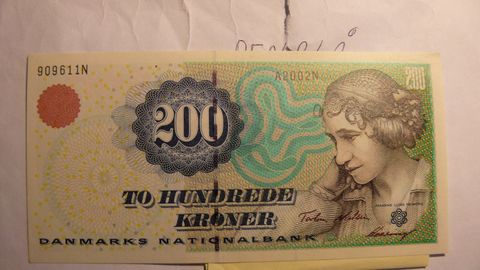 909611N
A2002N
200
200
TO HUNDREDE
KRONER
DANMARKS NATIONALBANK